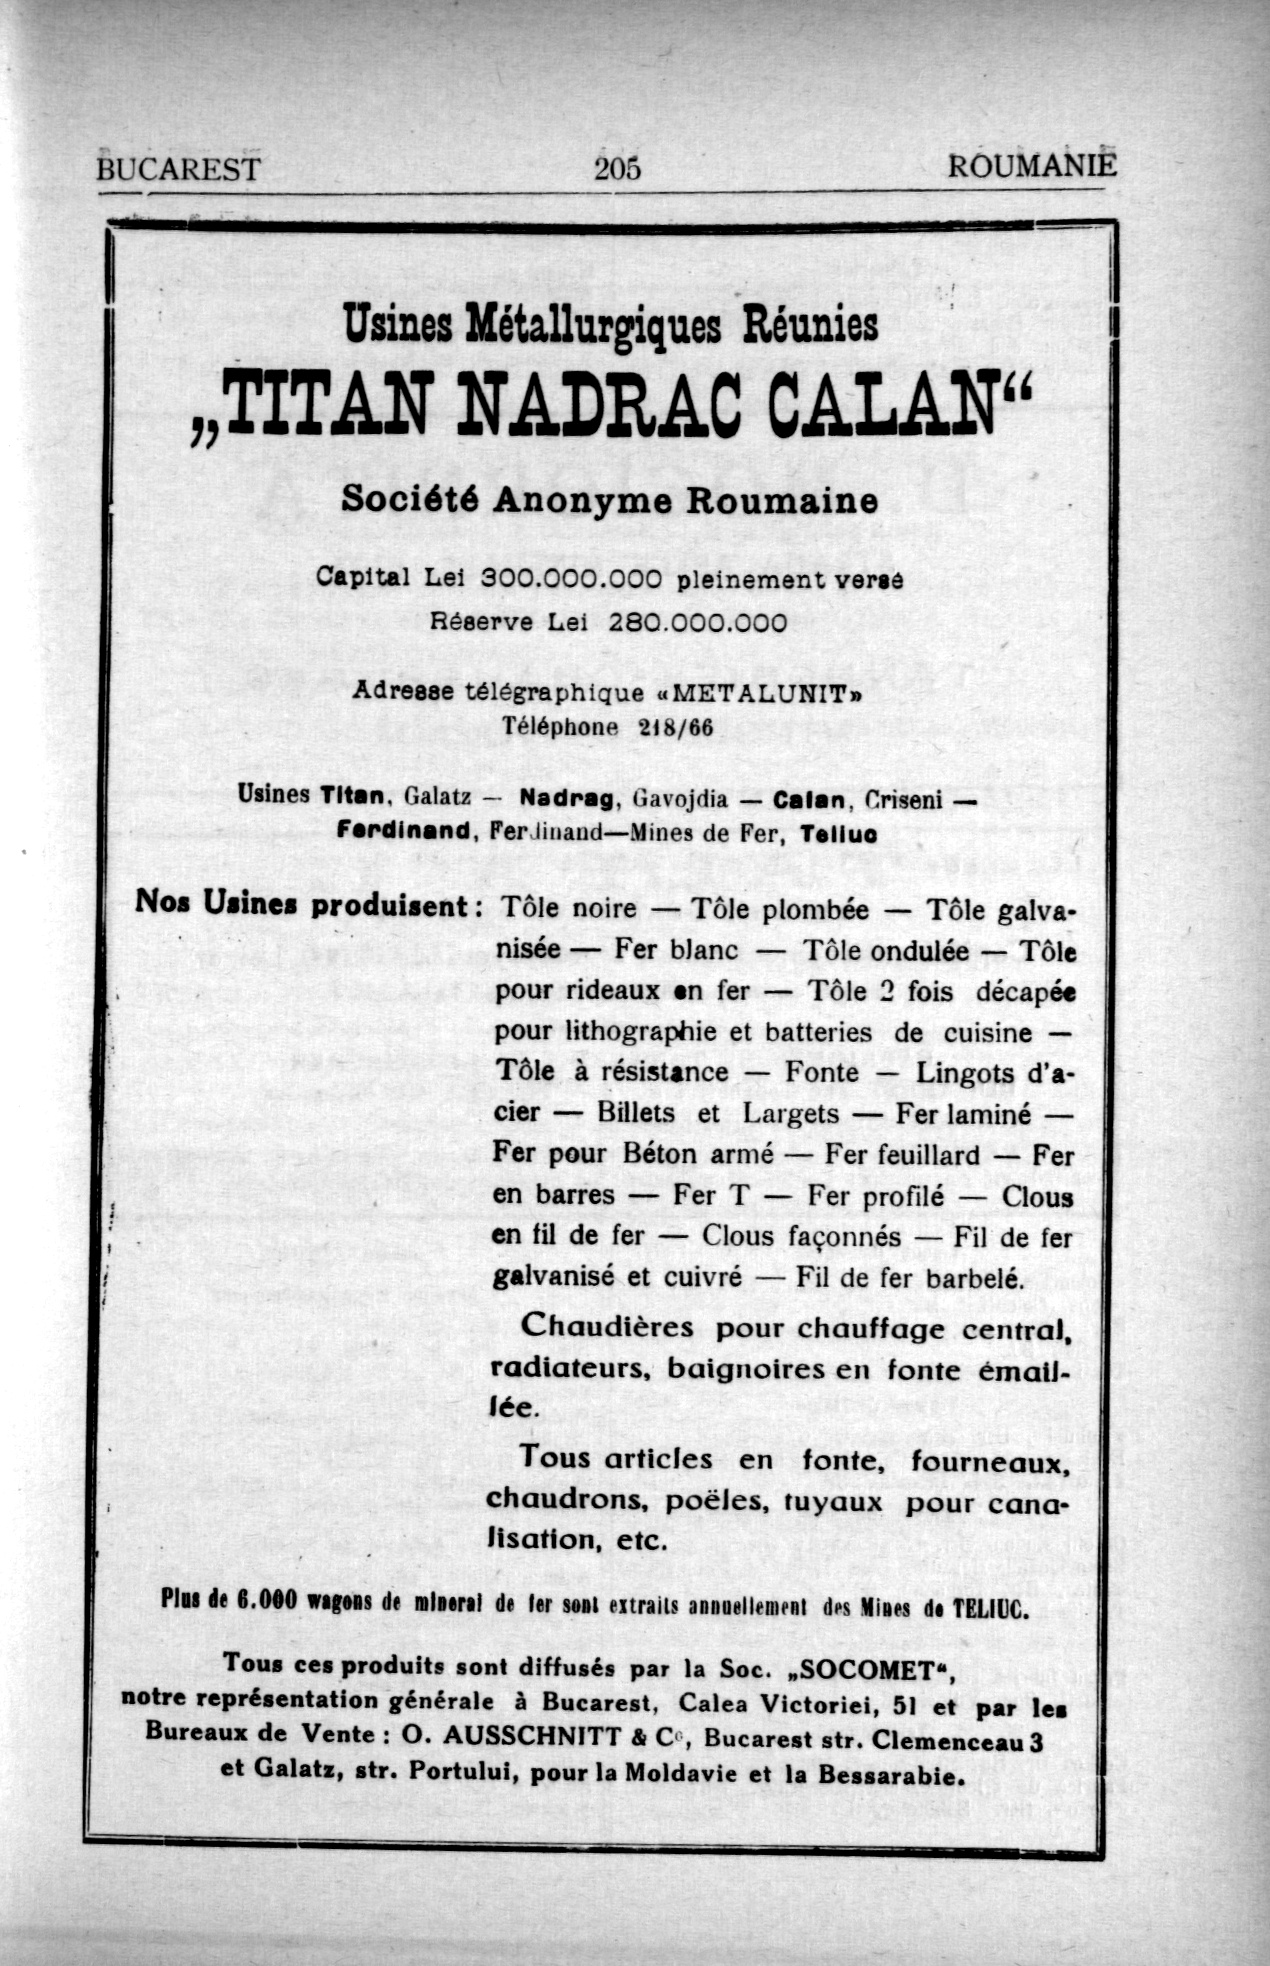 BUCAREST 205 ROUMANIE
Usines Métallurgiques Réunies
„TITAN NADRAC CALAN“
Société Anonyme Roumaine
Capital Lei 300.000.000 pleinement versé
Réserve Lei 280.000.000
Adresse télégraphique «METALUNIT»
Téléphone 218/66
Usines Titan, Galatz — Nadrag, Gavojdia — Calan, Criseni —
Ferdinand, Ferdinand—Mines de Fer, Teliuc
Nos Usines produisent: Tôle noire — Tôle plombée — Tôle galva-
nisée — Fer blanc — Tôle ondulée — Tôle
pour rideaux en fer — Tôle 2 fois décapée
pour lithographie et batteries de cuisine —
Tôle à résistance — Fonte — Lingots d'a-
cier — Billets et Largets — Fer laminé —
Fer pour Béton armé — Fer feuillard — Fer
en barres — Fer T — Fer profilé — Clous
en fil de fer — Clous façonnés — Fil de fer
galvanisé et cuivré — Fil de fer barbelé.
Chaudières pour chauffage central,
radiateurs, baignoires en fonte émail-
lée.
Tous articles en fonte, fourneaux,
chaudrons, poëles, tuyaux pour cana-
lisation, etc.
Plus de 6.000 wagons de minerai de fer sont extraits annuellement des Mines de TELIUC.
Tous ces produits sont diffusés par la Soc. „SOCOMET“,
notre représentation générale à Bucarest, Calea Victoriei, 51 et par les
Bureaux de Vente : O. AUSSCHNITT & Cᵒ, Bucarest str. Clemenceau 3
et Galatz, str. Portului, pour la Moldavie et la Bessarabie.